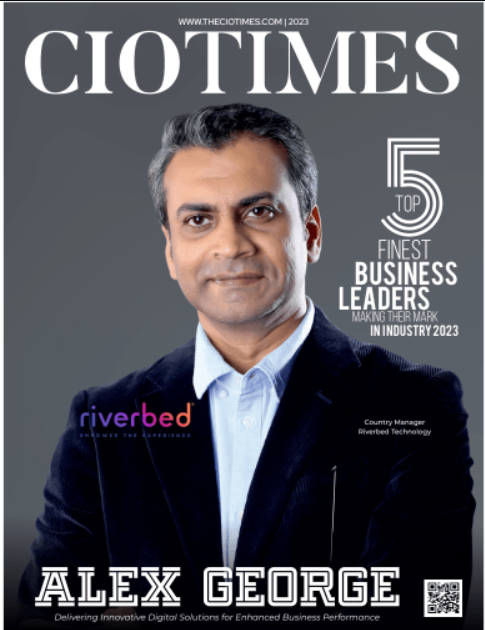 WWW.THECIOTIMES.COM | 2023
CIOTIMES
TOP 5
FINEST
BUSINESS
LEADERS
MAKING THEIR MARK
IN INDUSTRY 2023
riverbed
EMPOWER THE EXPERIENCE
Country Manager
Riverbed Technology
ALEX GEORGE
Delivering Innovative Digital Solutions for Enhanced Business Performance